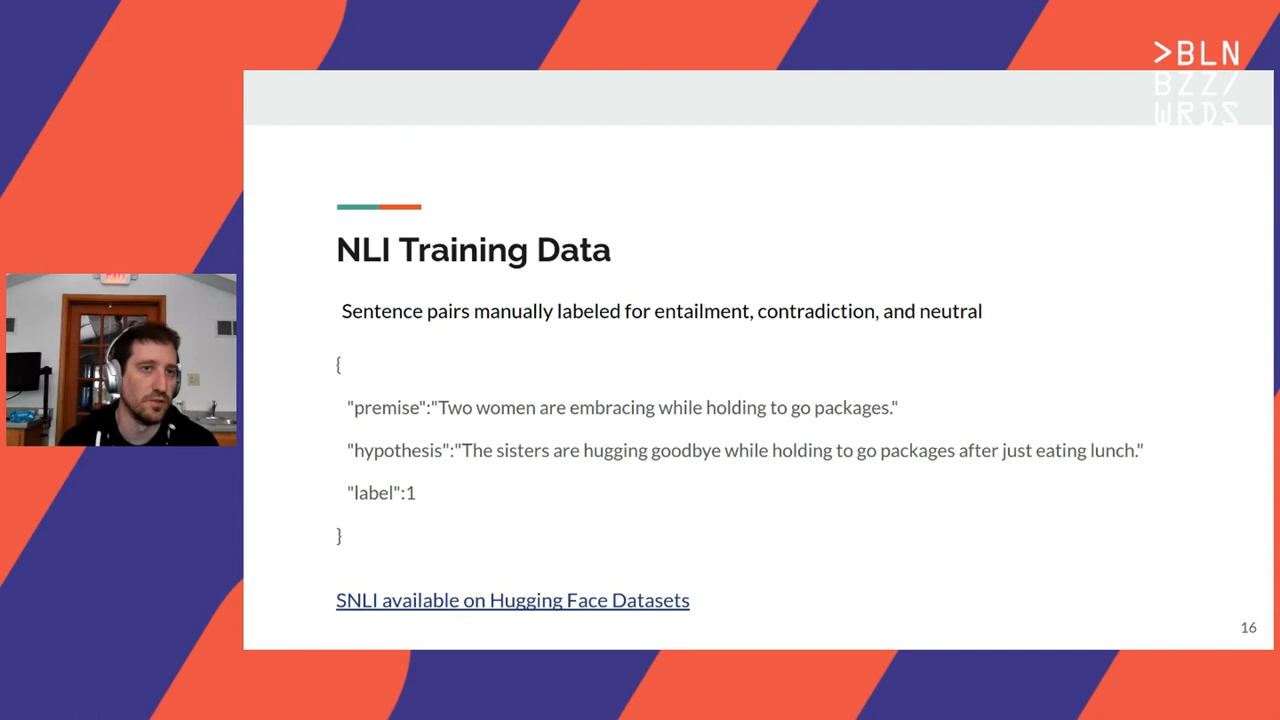 >BLN
BZZ/
WRDS
NLI Training Data
Sentence pairs manually labeled for entailment, contradiction, and neutral
{
"premise":"Two women are embracing while holding to go packages."
"hypothesis":"The sisters are hugging goodbye while holding to go packages after just eating lunch."
"label":1
}
SNLI available on Hugging Face Datasets
16